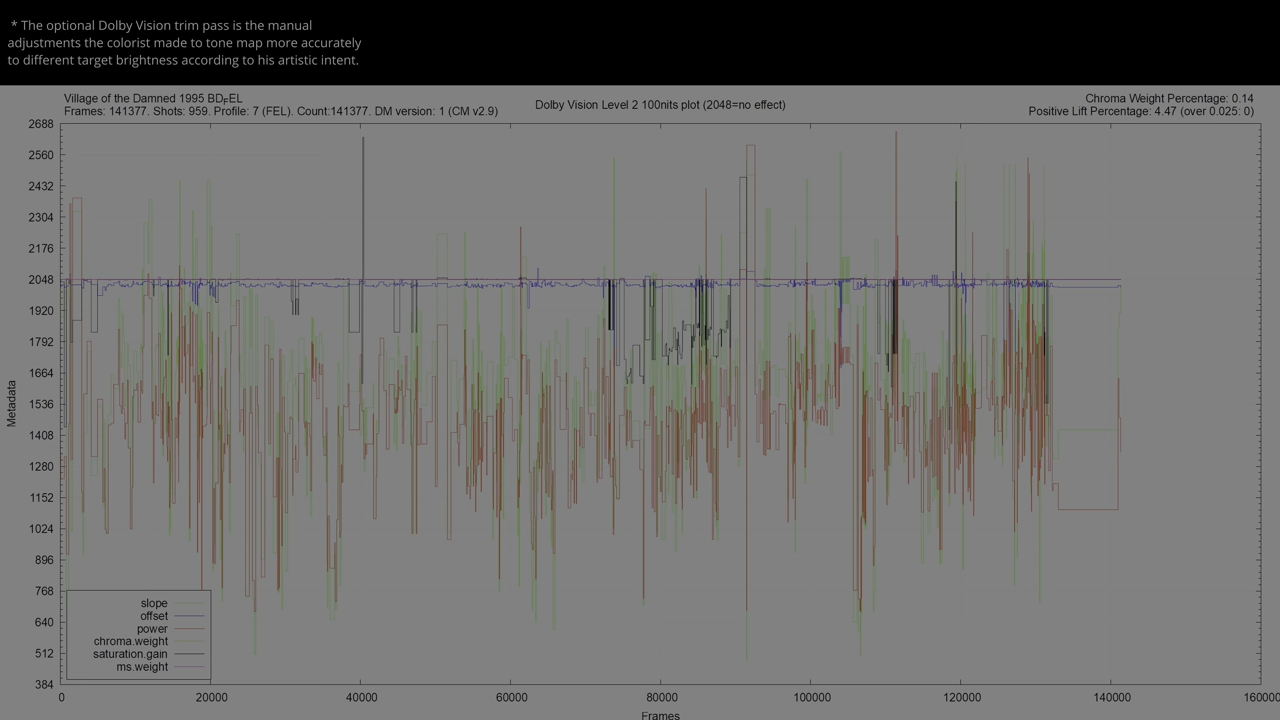 * The optional Dolby Vision trim pass is the manual
adjustments the colorist made to tone map more accurately
to different target brightness according to his artistic intent.
Village of the Damned 1995 BD_FEL
Frames: 141377. Shots: 959. Profile: 7 (FEL). Count:141377. DM version: 1 (CM v2.9)
Dolby Vision Level 2 100nits plot (2048=no effect)
Chroma Weight Percentage: 0.14
Positive Lift Percentage: 4.47 (over 0.025: 0)
2688
2560
2432
2304
2176
2048
1920
1792
1664
1536
1408
1280
1152
1024
896
768
640
512
384
Metadata
slope
offset
power
chroma.weight
saturation.gain
ms.weight
0 20000 40000 60000 80000 100000 120000 140000 160000
Frames